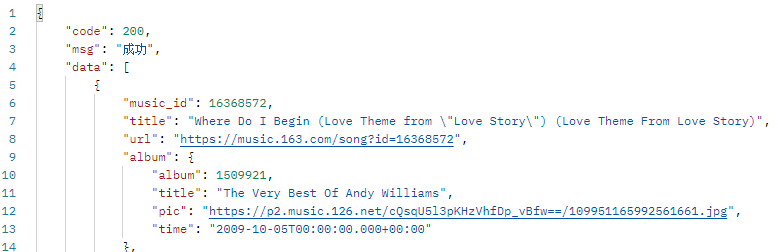 1 {
2 "code": 200,
3 "msg": "成功",
4 "data": [
5 {
6 "music_id": 16368572,
7 "title": "Where Do I Begin (Love Theme from \"Love Story\") (Love Theme From Love Story)",
8 "url": "https://music.163.com/song?id=16368572",
9 "album": {
10 "album": 1509921,
11 "title": "The Very Best Of Andy Williams",
12 "pic": "https://p2.music.126.net/cQsqU5l3pKHzVhfDp_vBfw==/109951165992561661.jpg",
13 "time": "2009-10-05T00:00:00.000+00:00"
14 },